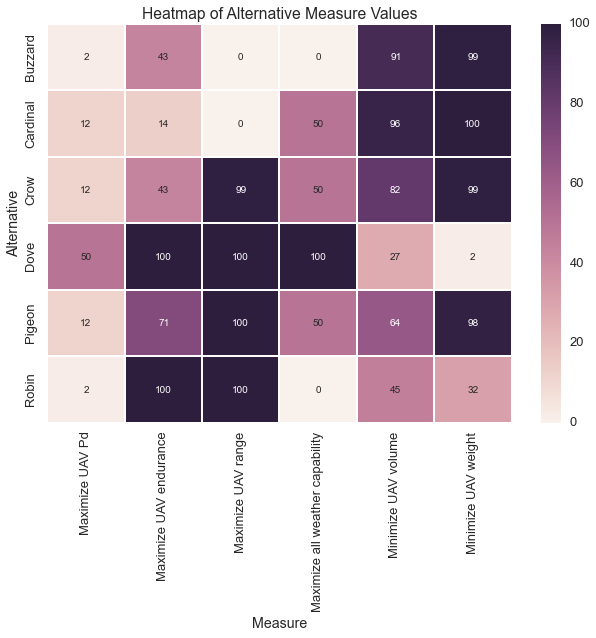 Heatmap of Alternative Measure Values
Alternative
Buzzard 2 43 0 0 91 99
Cardinal 12 14 0 50 96 100
Crow 12 43 99 50 82 99
Dove 50 100 100 100 27 2
Pigeon 12 71 100 50 64 98
Robin 2 100 100 0 45 32
Maximize UAV Pd
Maximize UAV endurance
Maximize UAV range
Maximize all weather capability
Minimize UAV volume
Minimize UAV weight
Measure
100
80
60
40
20
0